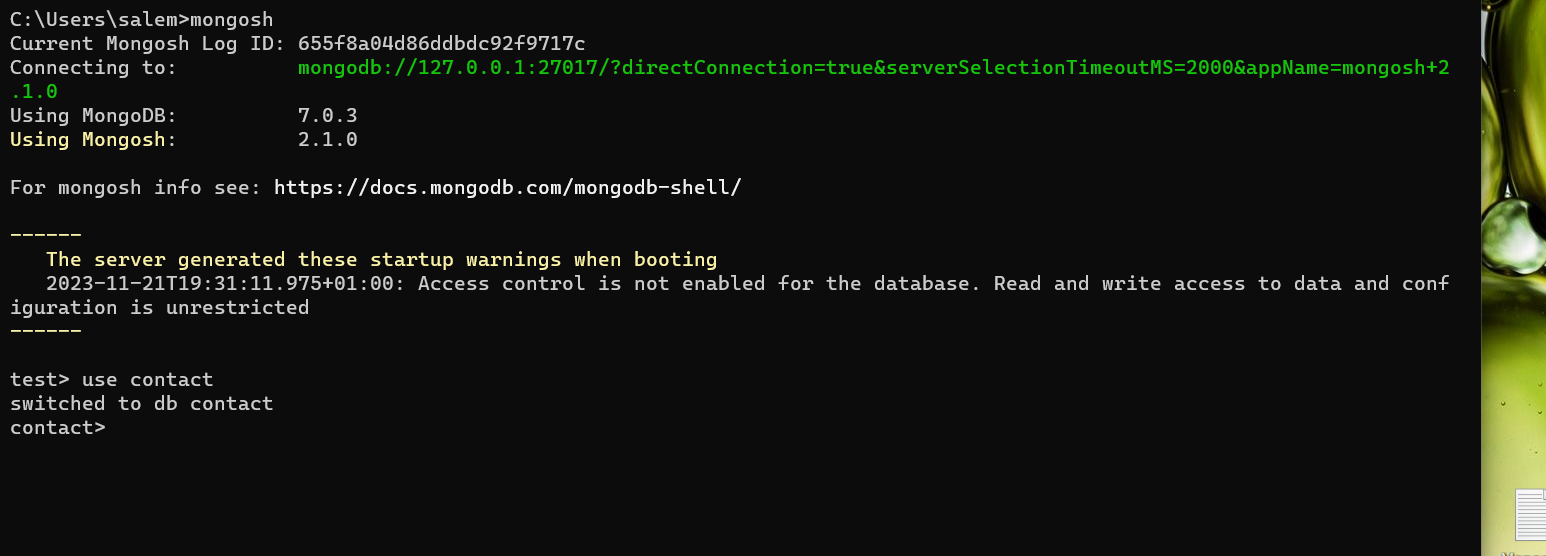 C:\Users\salem>mongosh
Current Mongosh Log ID: 655f8a04d86ddbdc92f9717c
Connecting to:          mongodb://127.0.0.1:27017/?directConnection=true&serverSelectionTimeoutMS=2000&appName=mongosh+2
.1.0
Using MongoDB:          7.0.3
Using Mongosh:          2.1.0
For mongosh info see: https://docs.mongodb.com/mongodb-shell/
------
   The server generated these startup warnings when booting
   2023-11-21T19:31:11.975+01:00: Access control is not enabled for the database. Read and write access to data and conf
iguration is unrestricted
------
test> use contact
switched to db contact
contact>